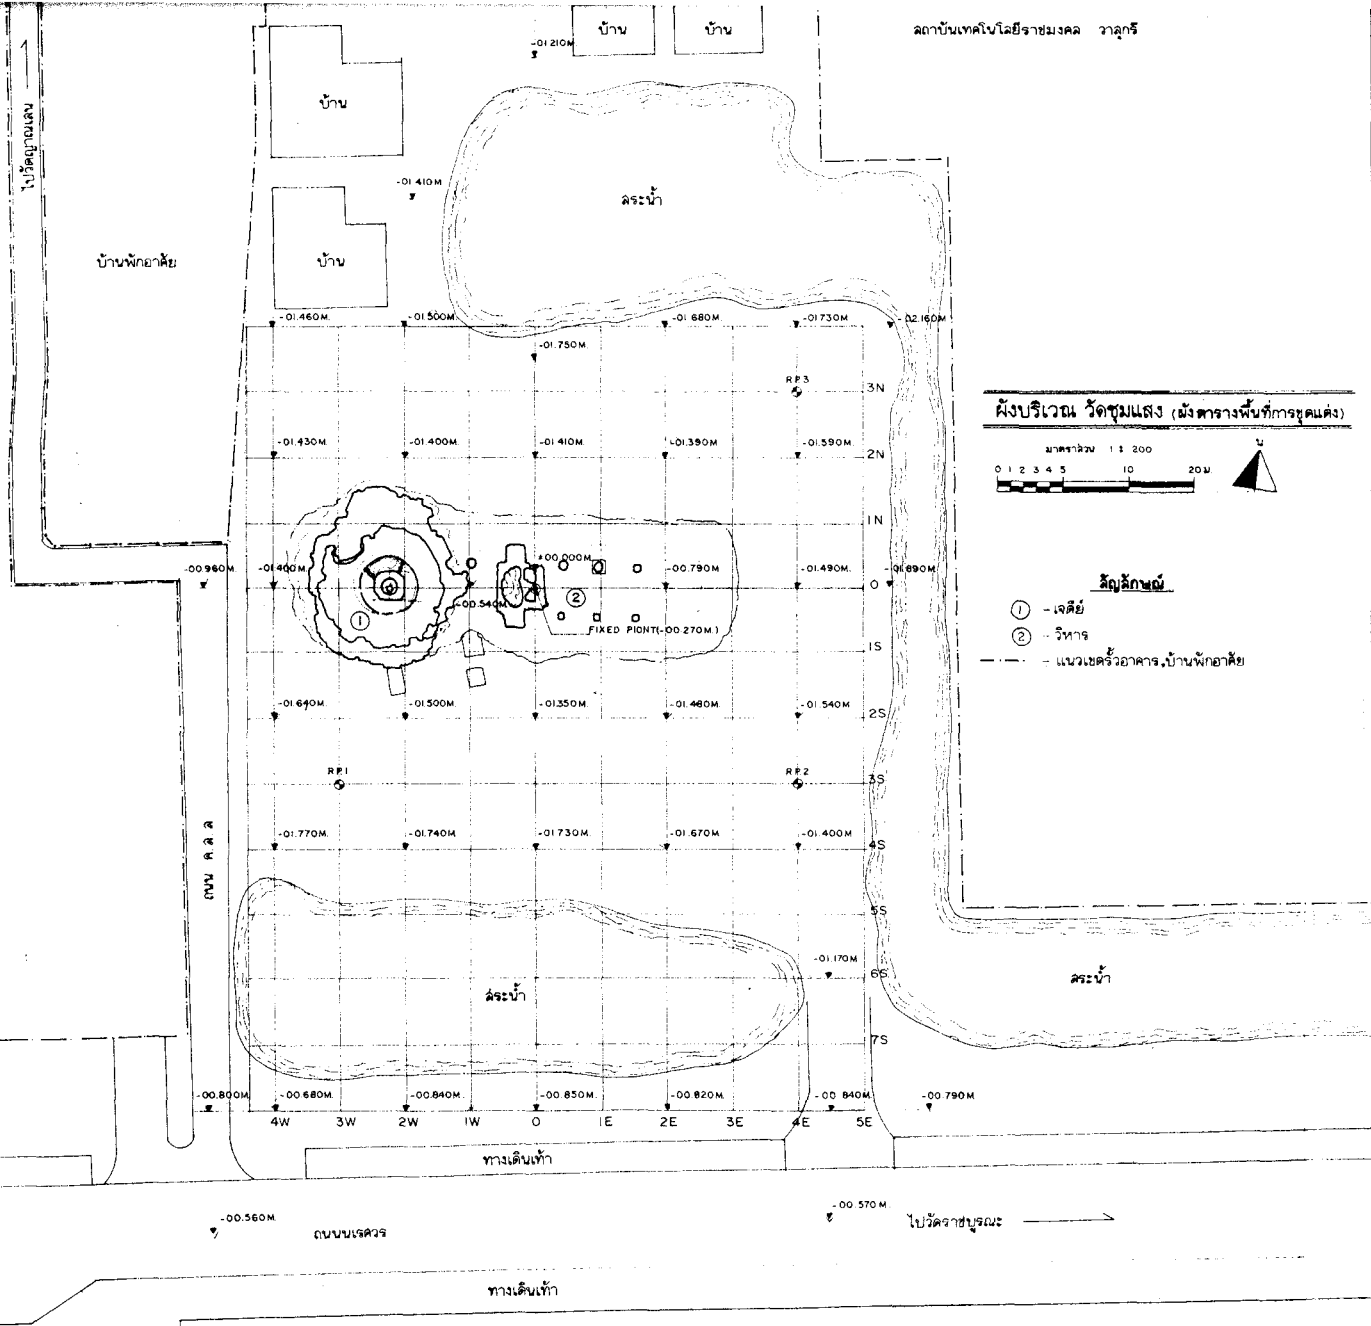 บ้าน
บ้าน
สถาบันเทคโนโลยีราชมงคล วาสุกรี
-01.210M.
บ้าน
ไปวัดญาณเสน
-01.410M
สระน้ำ
บ้านพักอาศัย
บ้าน
-01.460M.
-01.500M.
-01.680M.
-01.730M
-02.160M
-01.750M.
R.P.3
3N
ผังบริเวณ วัดชุมแสง (ผังตารางพื้นที่การขุดแต่ง)
-01.430M.
-01.400M.
-01.410M
-01.390M
-01.590M.
2N
มาตราส่วน 1 : 200
N
0 1 2 3 4 5 10 20 M.
1N
-00.960M.
-01.400M
±00.000M
-00.790M
-01.490M.
-01.890M
0
สัญลักษณ์
-00.540M
2
1 - เจดีย์
1
FIXED PIONT(-00.270M.)
2 - วิหาร
1S
- แนวเขตรั้วอาคาร,บ้านพักอาศัย
-01.640M
-01.500M.
-01.350M
-01.480M.
-01.540M
2S
R.P.1
R.P.2
3S
-01.770M.
-01.740M
-01.730M
-01.670M
-01.400M
4S
ถนน ค.ส.ล
5S
-01.170M
6S
สระน้ำ
สระน้ำ
7S
-00.800M
-00.680M.
-00.840M.
-00.850M.
-00.820M
-00.840M
-00.790M
4W 3W 2W 1W 0 1E 2E 3E 4E 5E
ทางเดินเท้า
-00.560M.
ถนนนเรศวร
-00.570M.
ไปวัดราชบูรณะ
ทางเดินเท้า